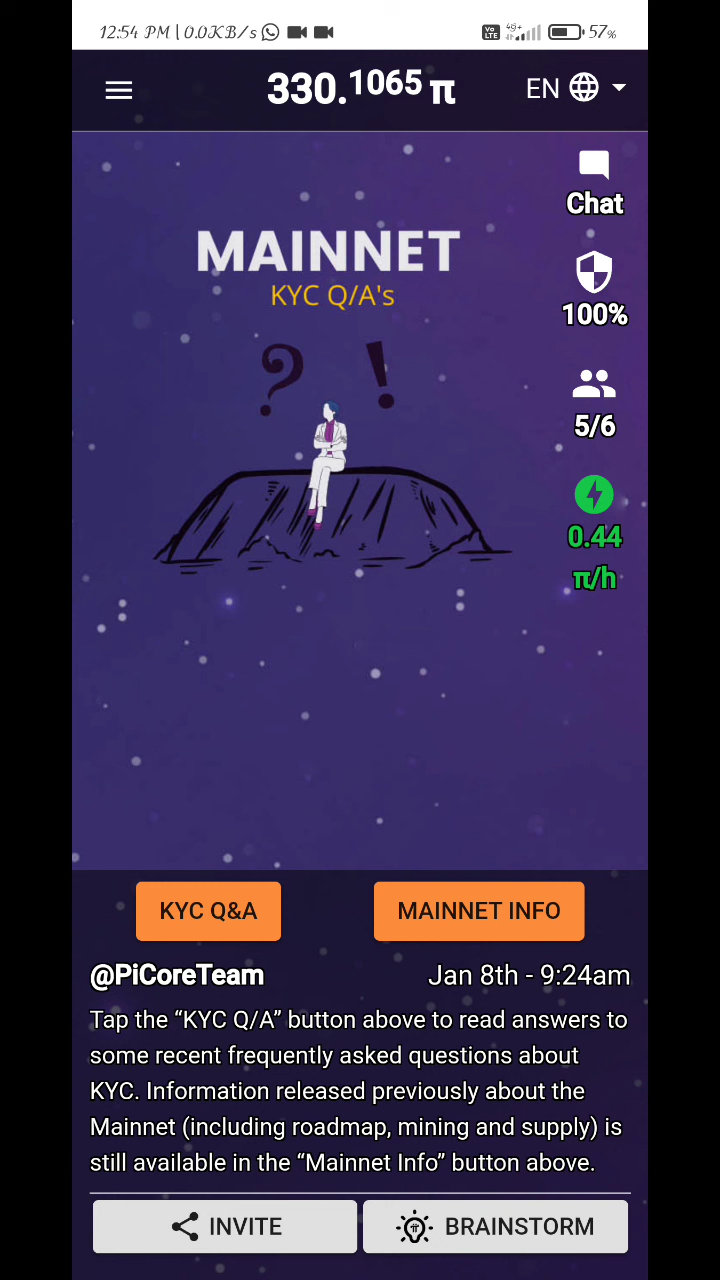 12:54 PM | 0.0KB/s 4G+ 57%
Vo LTE
330.1065 π EN
Chat
MAINNET
KYC Q/A's
100%
? !
5/6
0.44
π/h
KYC Q&A MAINNET INFO
@PiCoreTeam Jan 8th - 9:24am
Tap the “KYC Q/A” button above to read answers to
some recent frequently asked questions about
KYC. Information released previously about the
Mainnet (including roadmap, mining and supply) is
still available in the “Mainnet Info” button above.
INVITE BRAINSTORM